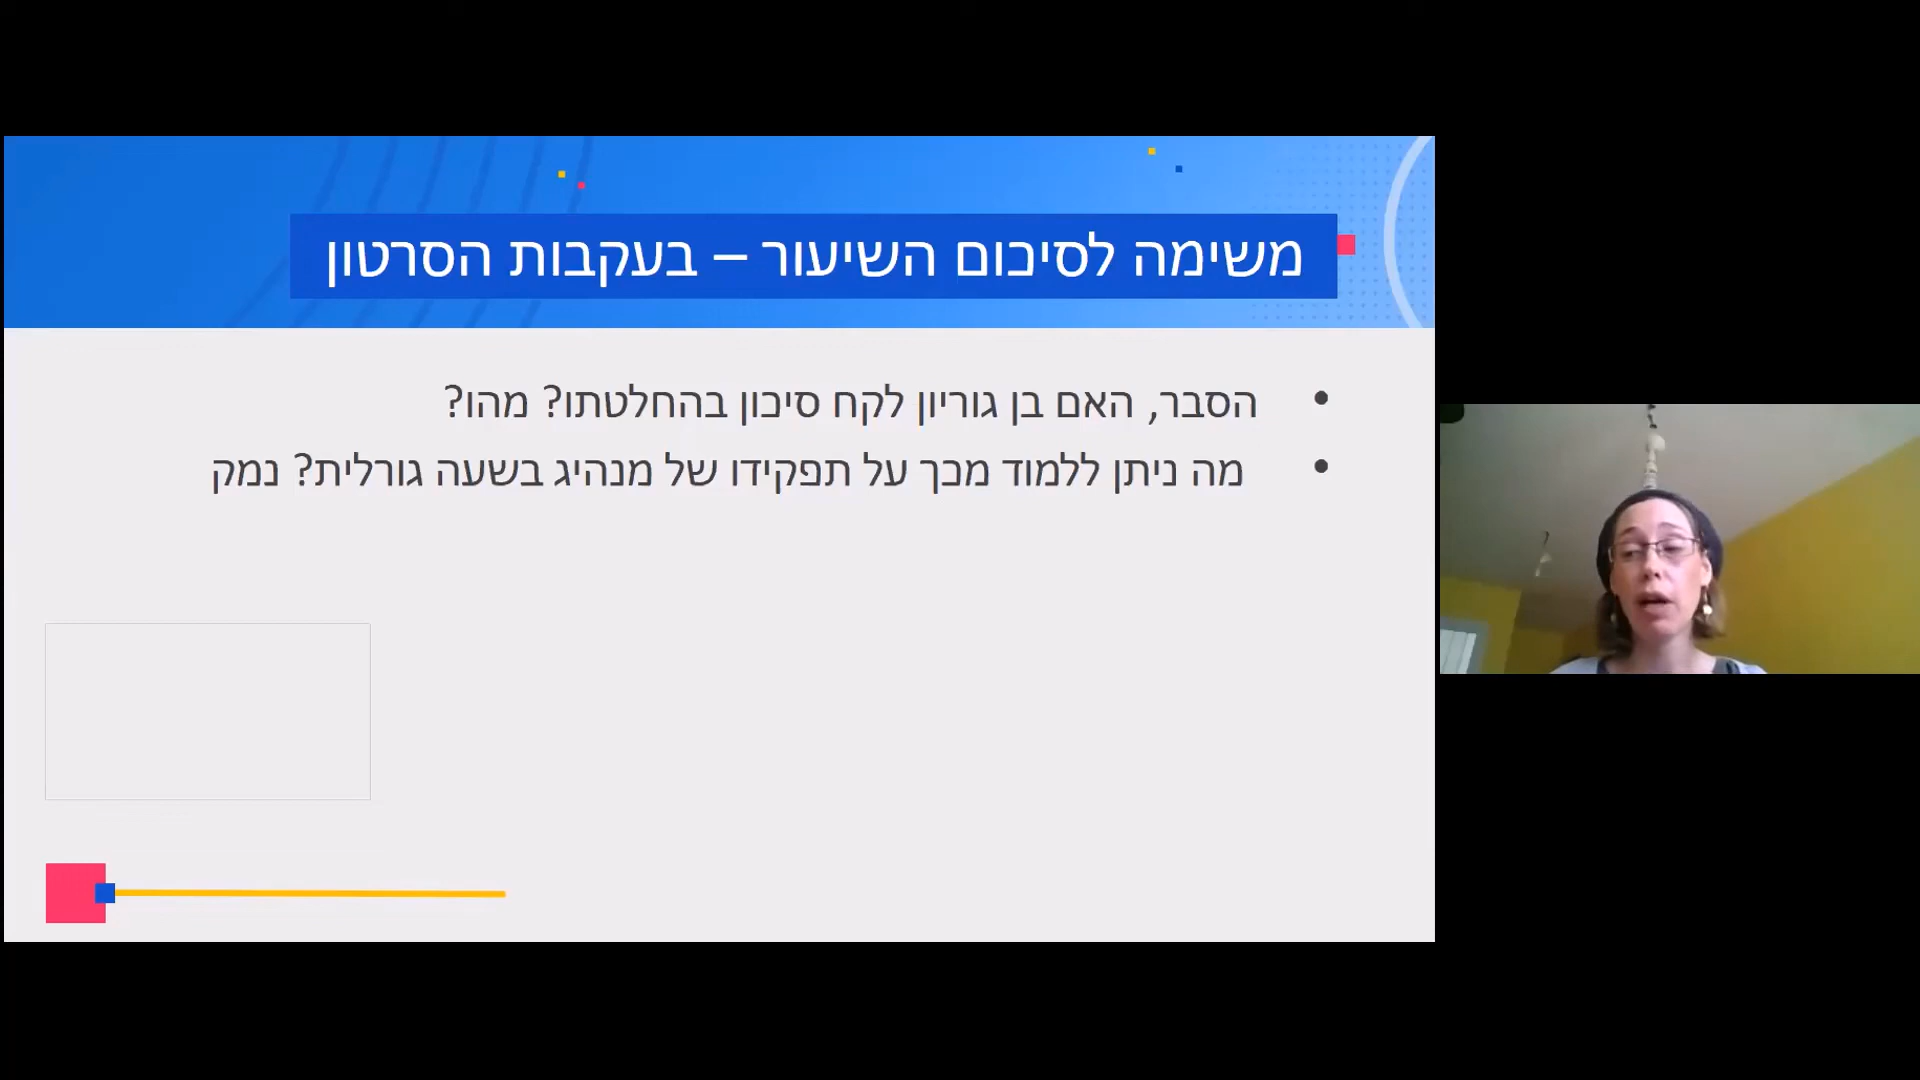 משימה לסיכום השיעור – בעקבות הסרטון
הסבר, האם בן גוריון לקח סיכון בהחלטתו? מהו?
מה ניתן ללמוד מכך על תפקידו של מנהיג בשעה גורלית? נמק